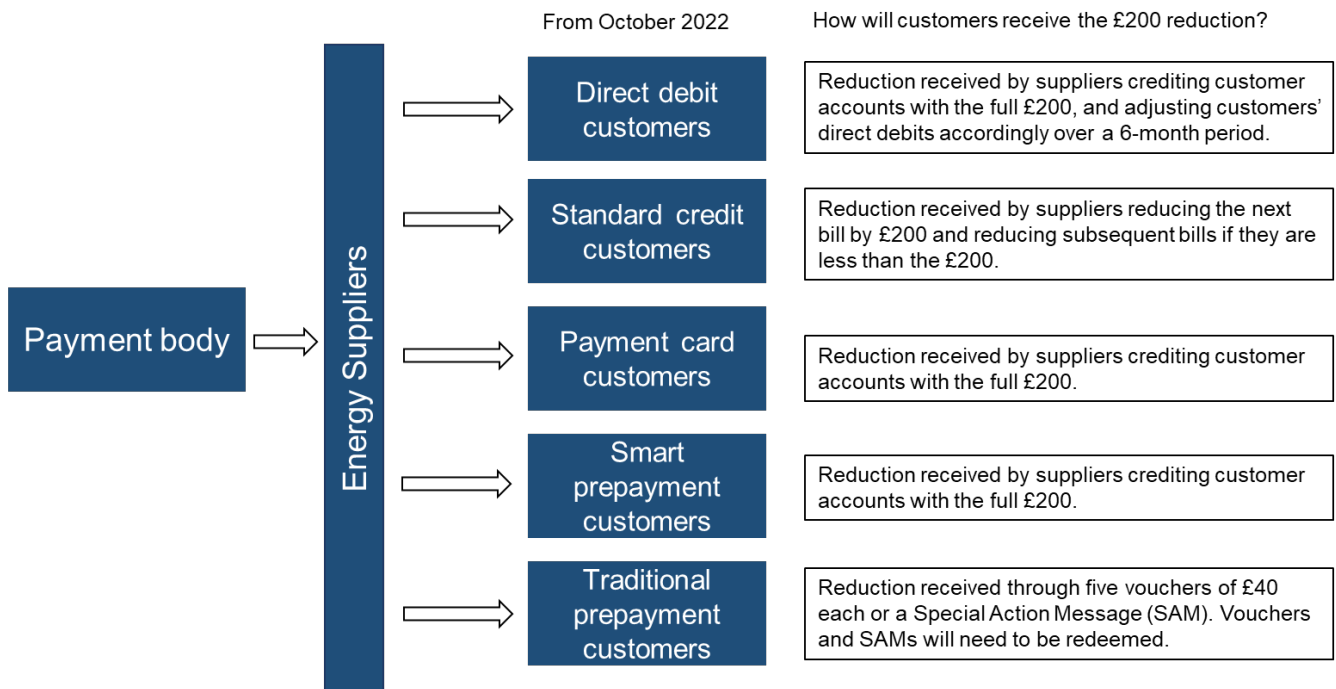 From October 2022
How will customers receive the £200 reduction?
Payment body
Energy Suppliers
Direct debit
customers
Reduction received by suppliers crediting customer
accounts with the full £200, and adjusting customers’
direct debits accordingly over a 6-month period.
Standard credit
customers
Reduction received by suppliers reducing the next
bill by £200 and reducing subsequent bills if they are
less than the £200.
Payment card
customers
Reduction received by suppliers crediting customer
accounts with the full £200.
Smart
prepayment
customers
Reduction received by suppliers crediting customer
accounts with the full £200.
Traditional
prepayment
customers
Reduction received through five vouchers of £40
each or a Special Action Message (SAM). Vouchers
and SAMs will need to be redeemed.